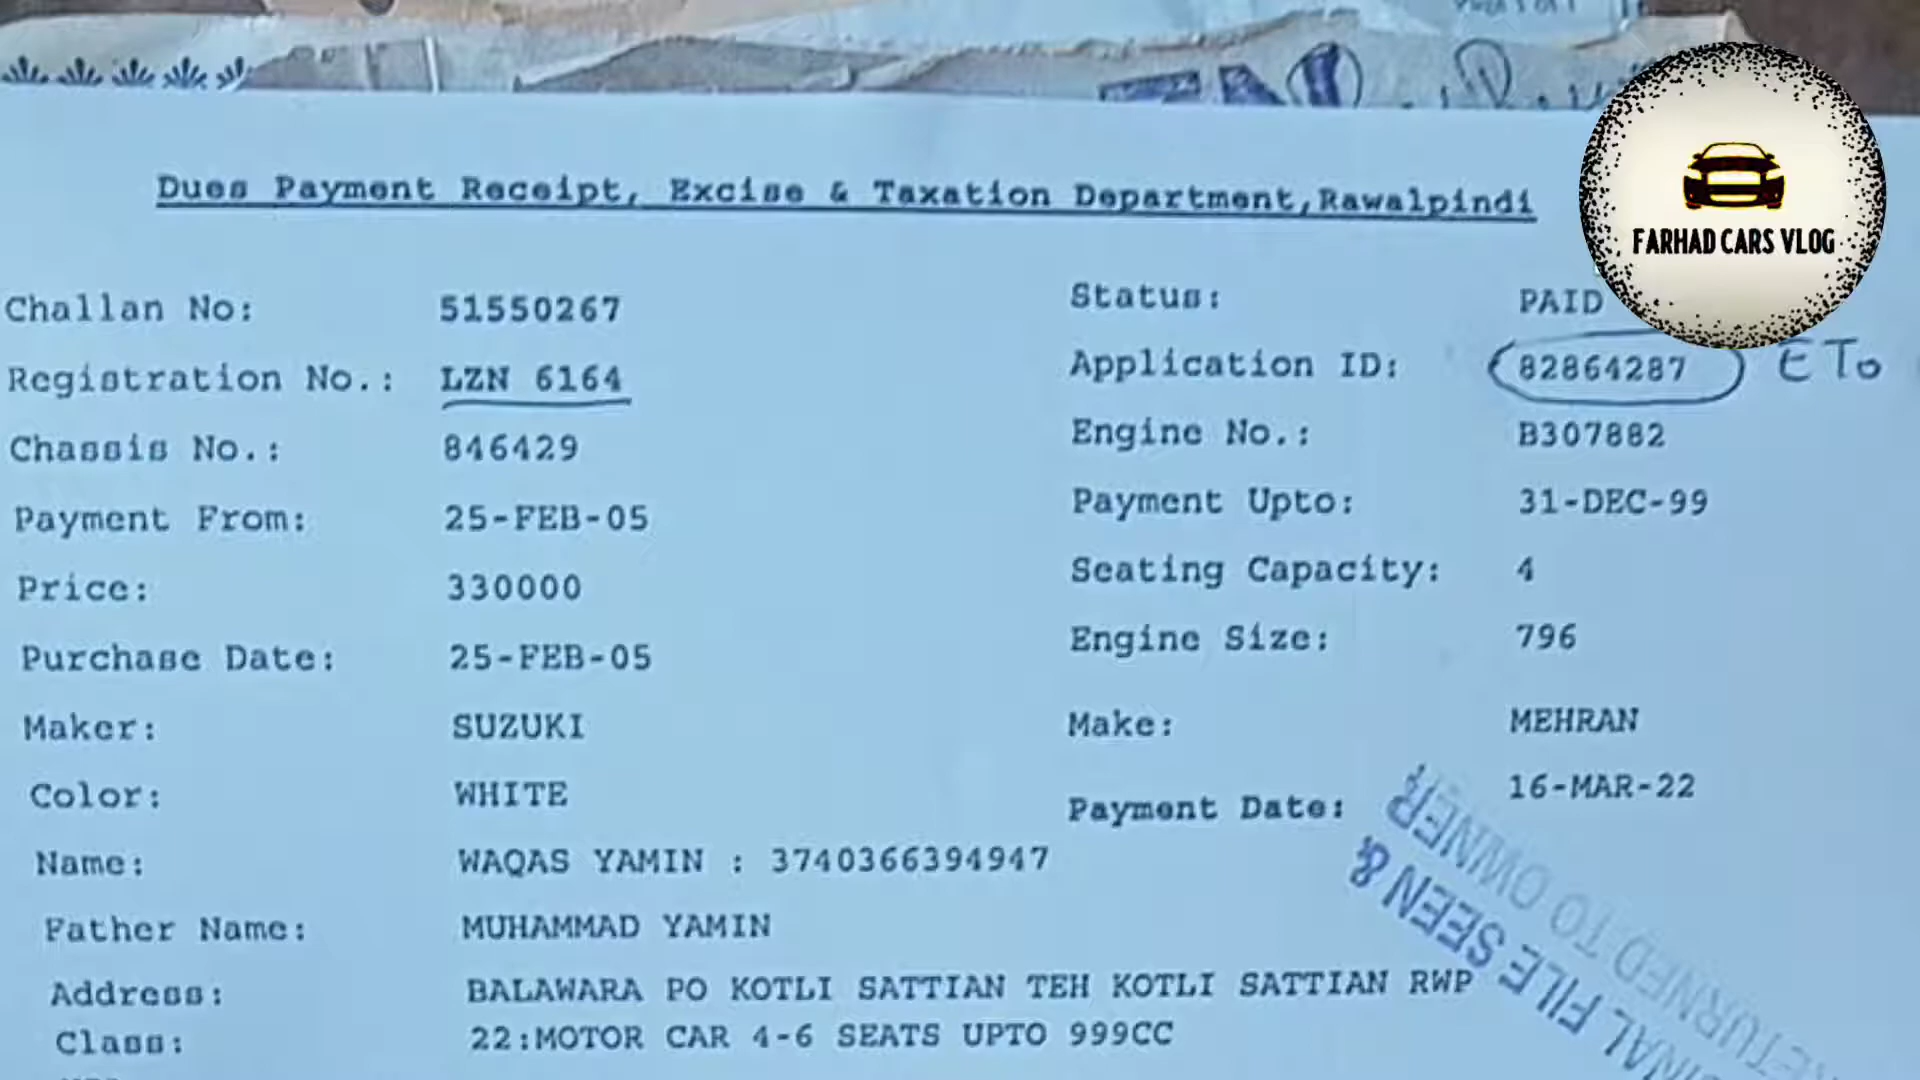 Dues Payment Receipt, Excise & Taxation Department,Rawalpindi
FARHAD CARS VLOG
Challan No: 51550267 Status: PAID
Registration No.: LZN 6164 Application ID: 82864287 ETo
Chassis No.: 846429 Engine No.: B307882
Payment From: 25-FEB-05 Payment Upto: 31-DEC-99
Price: 330000 Seating Capacity: 4
Purchase Date: 25-FEB-05 Engine Size: 796
Maker: SUZUKI Make: MEHRAN
Color: WHITE Payment Date: 16-MAR-22
Name: WAQAS YAMIN : 3740366394947
Father Name: MUHAMMAD YAMIN
Address: BALAWARA PO KOTLI SATTIAN TEH KOTLI SATTIAN RWP
Class: 22:MOTOR CAR 4-6 SEATS UPTO 999CC
FILE SEEN &
TO OWNER